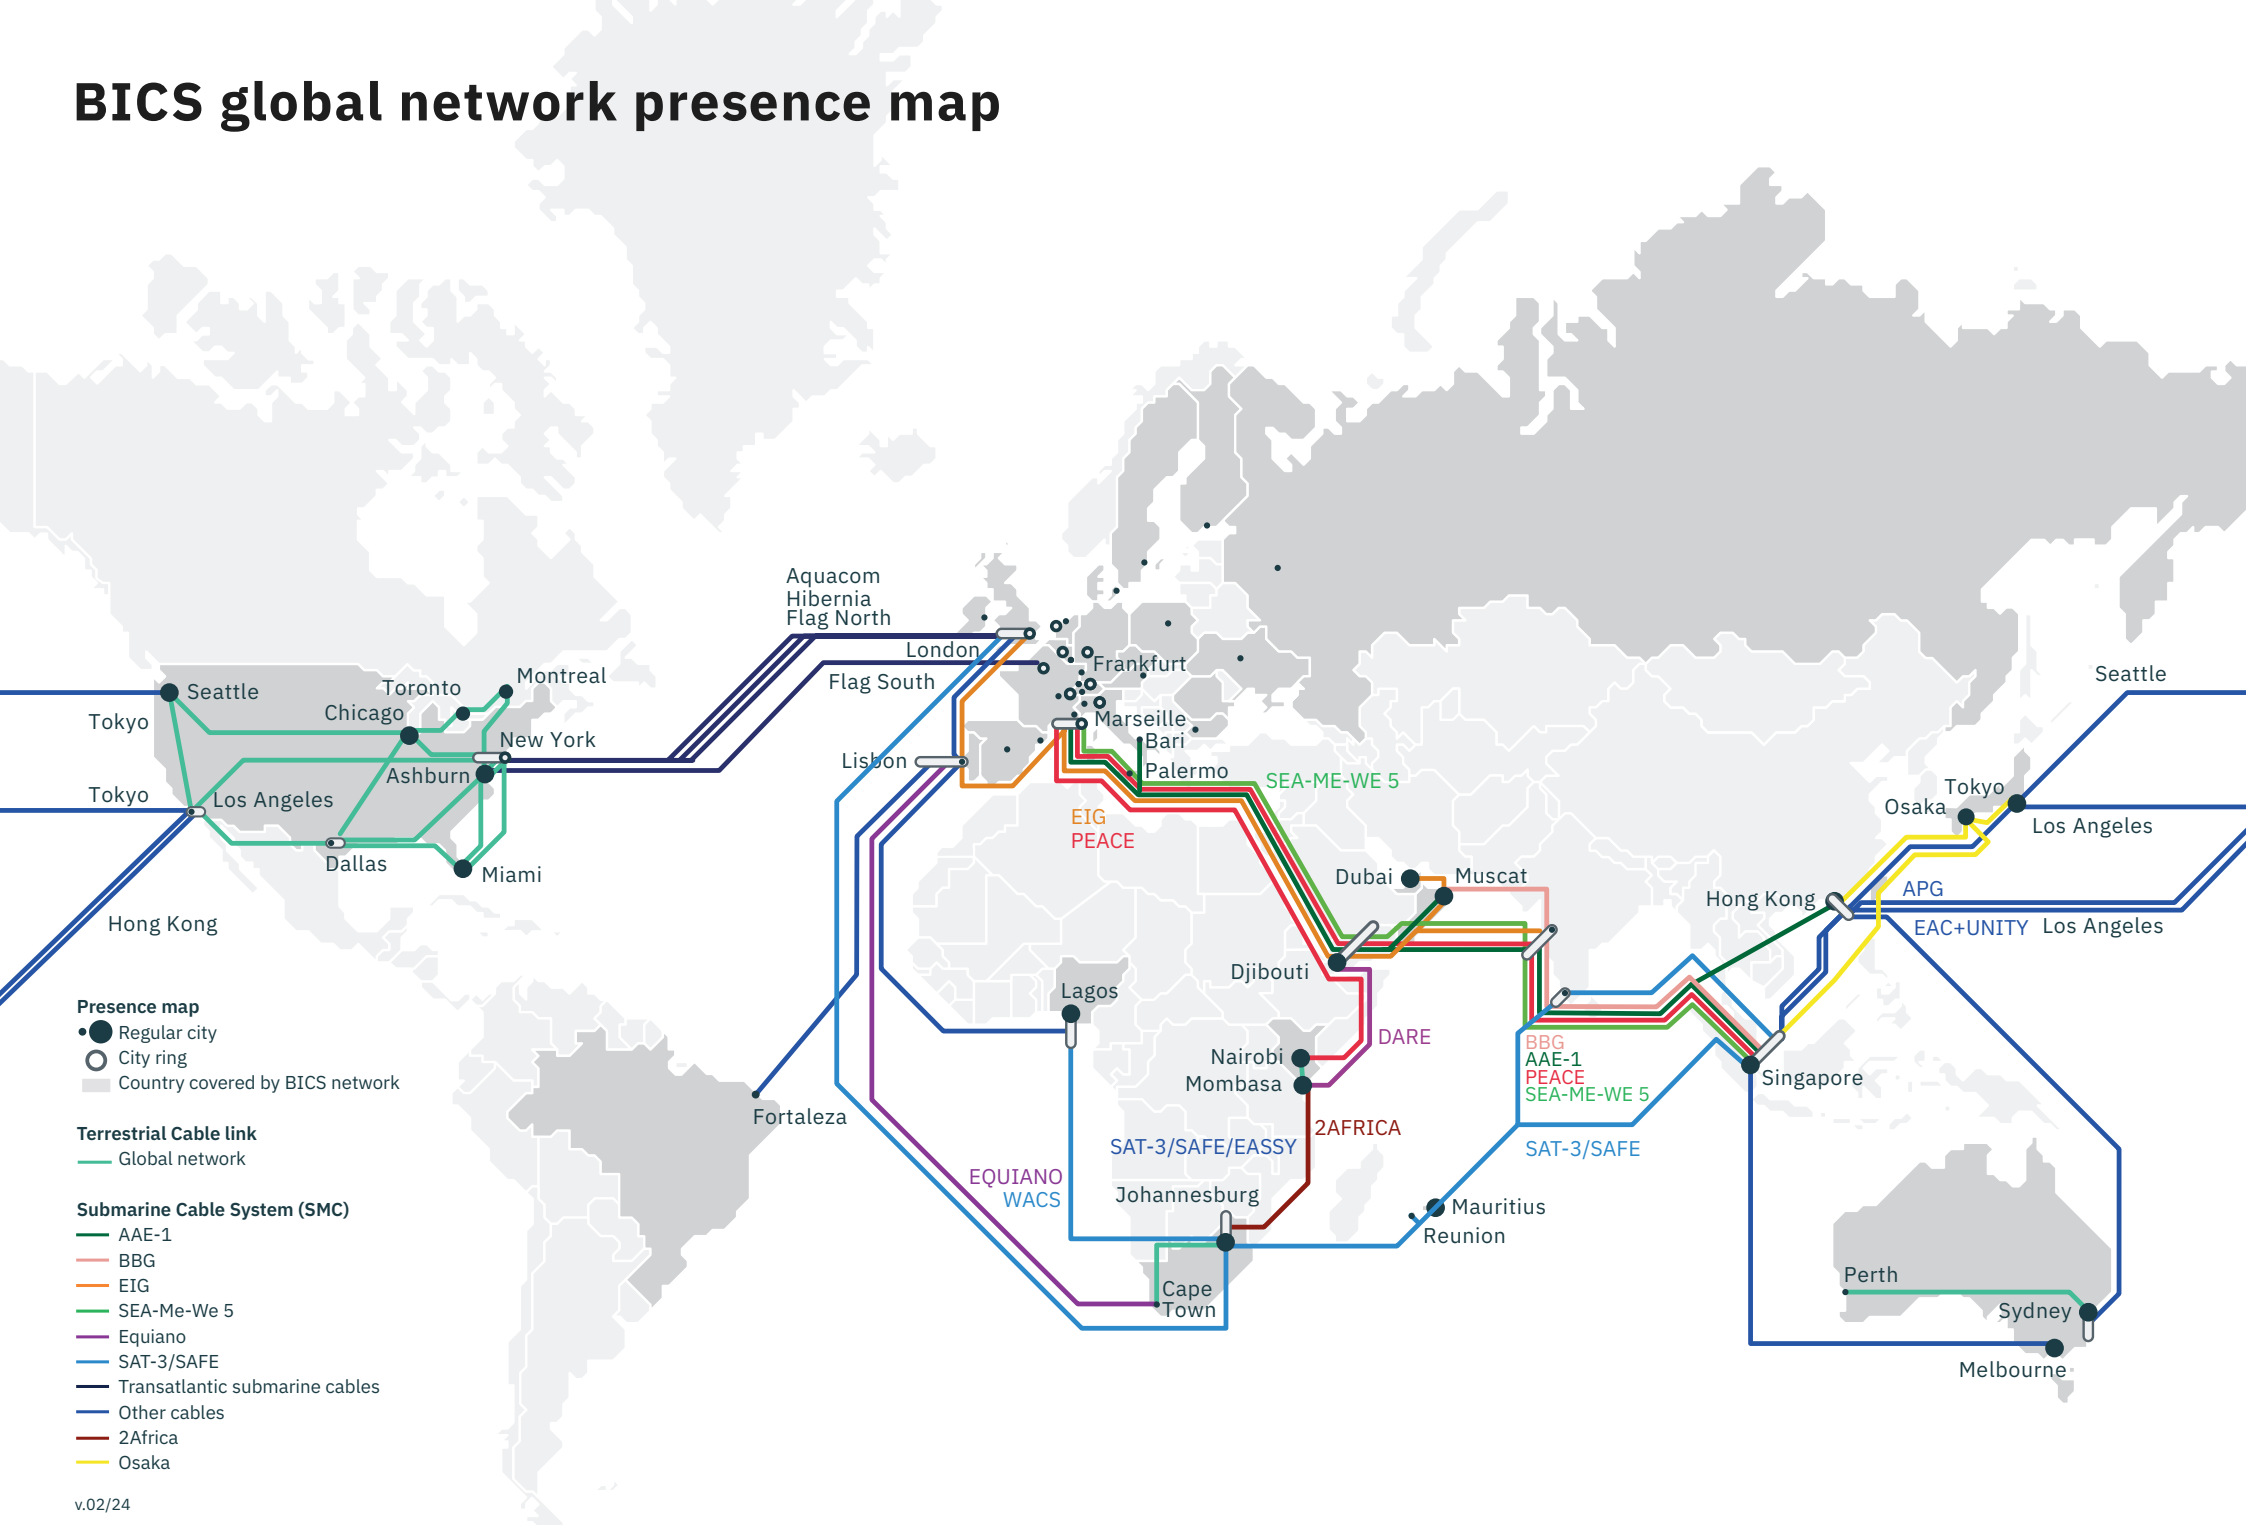 BICS global network presence map
Aquacom
Hibernia
Flag North
London
Flag South
Frankfurt
Seattle
Tokyo
Montreal
Toronto
Chicago
New York
Ashburn
Tokyo
Los Angeles
Dallas
Miami
Hong Kong
Lisbon
Marseille
Bari
Palermo
SEA-ME-WE 5
EIG
PEACE
Dubai
Muscat
Djibouti
Lagos
Nairobi
Mombasa
DARE
2AFRICA
SAT-3/SAFE/EASSY
EQUIANO
WACS
Johannesburg
Cape
Town
Fortaleza
BBG
AAE-1
PEACE
SEA-ME-WE 5
SAT-3/SAFE
Mauritius
Reunion
Seattle
Tokyo
Osaka
Los Angeles
Hong Kong
APG
EAC+UNITY
Los Angeles
Singapore
Perth
Sydney
Melbourne
Presence map
Regular city
City ring
Country covered by BICS network
Terrestrial Cable link
Global network
Submarine Cable System (SMC)
AAE-1
BBG
EIG
SEA-Me-We 5
Equiano
SAT-3/SAFE
Transatlantic submarine cables
Other cables
2Africa
Osaka
v.02/24